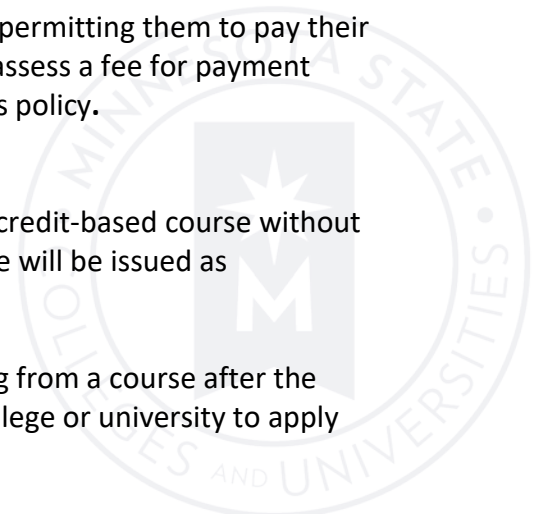 permitting them to pay their
assess a fee for payment
s policy.
credit-based course without
e will be issued as
g from a course after the
llege or university to apply
MINNESOTA STATE
COLLEGES AND UNIVERSITIES
M